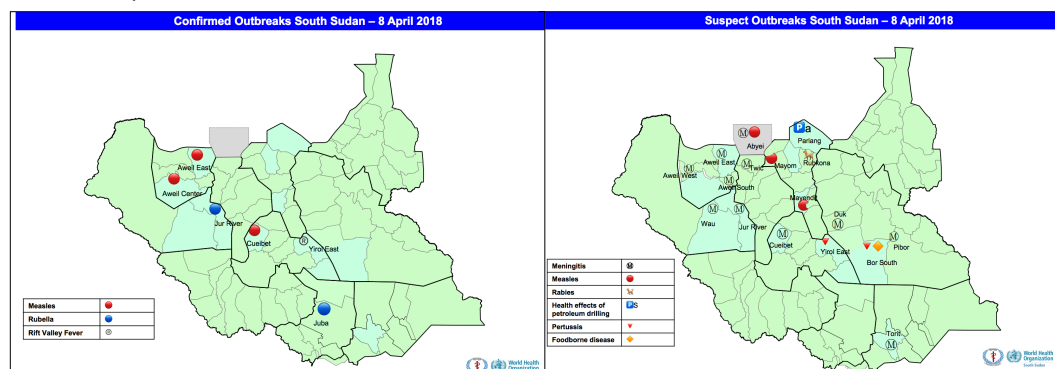 Confirmed Outbreaks South Sudan – 8 April 2018
Aweil East
Aweil Center
Jur River
Cueibet
R
Yirol East
Juba
Measles
Rubella
Rift Valley Fever
R
World Health
Organization
Suspect Outbreaks South Sudan – 8 April 2018
P a
M
Abyei
Pariang
M
Aweil East
M
Twic
Mayom
Rubkona
M
Aweil West
M
Aweil South
Mayendit
M
Wau
M
Jur River
Duk
M
M
Cueibet
Yirol East
M
Pibor
Bor South
Torit
M
Meningitis
M
Measles
Rabies
Health effects of
petroleum drilling
P S
Pertussis
Foodborne disease
World Health
Organization
South Sudan